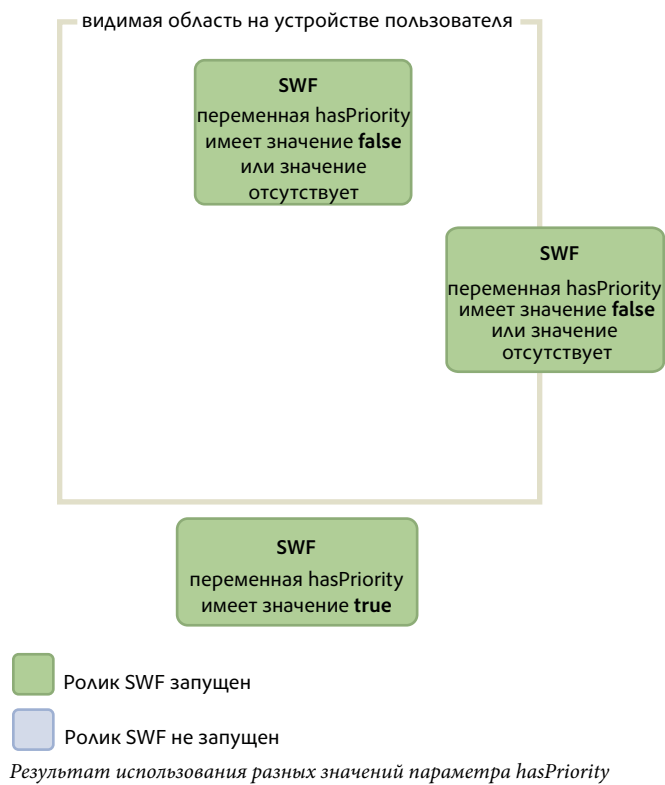 видимая область на устройстве пользователя
SWF
переменная hasPriority
имеет значение false
или значение
отсутствует
SWF
переменная hasPriority
имеет значение false
или значение
отсутствует
SWF
переменная hasPriority
имеет значение true
Ролик SWF запущен
Ролик SWF не запущен
Результат использования разных значений параметра hasPriority